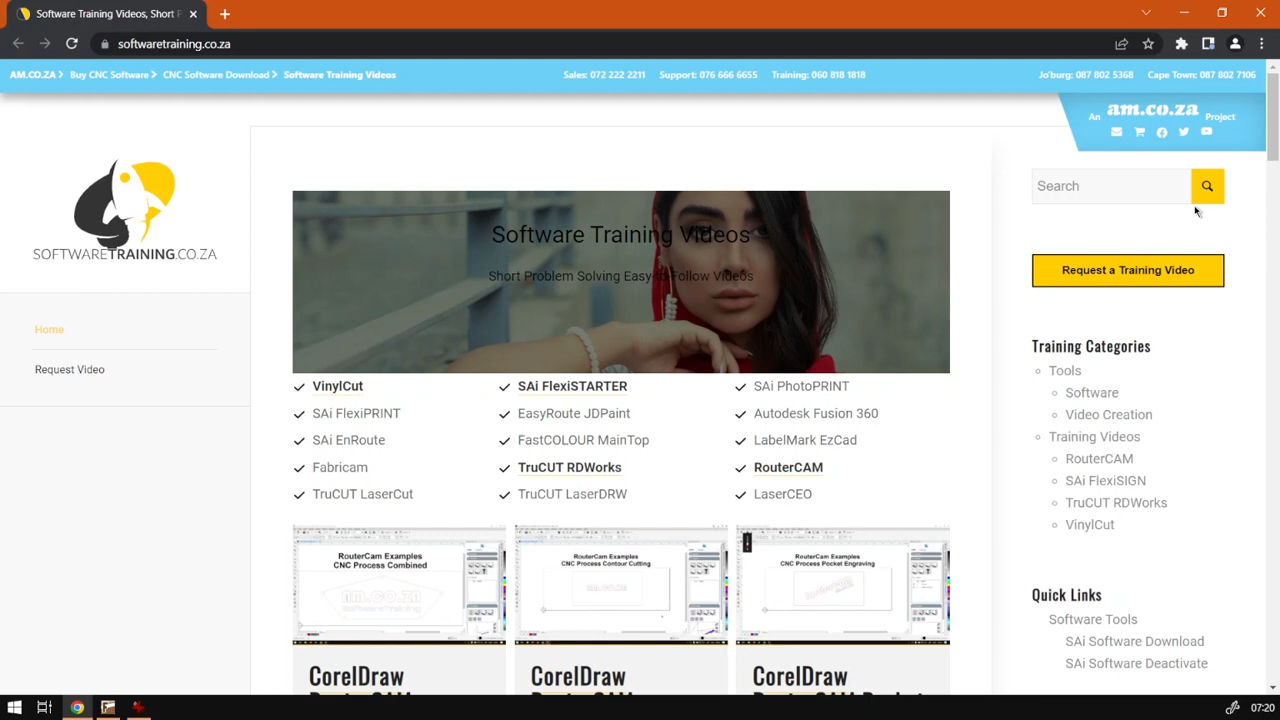 Software Training Videos, Short P
softwaretraining.co.za
AM.CO.ZA Buy CNC Software CNC Software Download Software Training Videos Sales: 072 222 2211 Support: 076 666 6655 Training: 060 818 1818 Jo'burg: 087 802 5368 Cape Town: 087 802 7106
An am.co.za Project
SOFTWARETRAINING.CO.ZA
Home
Request Video
Software Training Videos
Short Problem Solving Easy-to-Follow Videos
VinylCut SAi FlexiSTARTER SAi PhotoPRINT
SAi FlexiPRINT EasyRoute JDPaint Autodesk Fusion 360
SAi EnRoute FastCOLOUR MainTop LabelMark EzCad
Fabricam TruCUT RDWorks RouterCAM
TruCUT LaserCut TruCUT LaserDRW LaserCEO
RouterCam Examples
CNC Process Combined
AM.CO.ZA
SoftwareTraining
RouterCam Examples
CNC Process Contour Cutting
AM.CO.ZA
RouterCam Examples
CNC Process Pocket Engraving
CorelDraw
CorelDraw
CorelDraw
Search
Request a Training Video
Training Categories
Tools
Software
Video Creation
Training Videos
RouterCAM
SAi FlexiSIGN
TruCUT RDWorks
VinylCut
Quick Links
Software Tools
SAi Software Download
SAi Software Deactivate
07:20